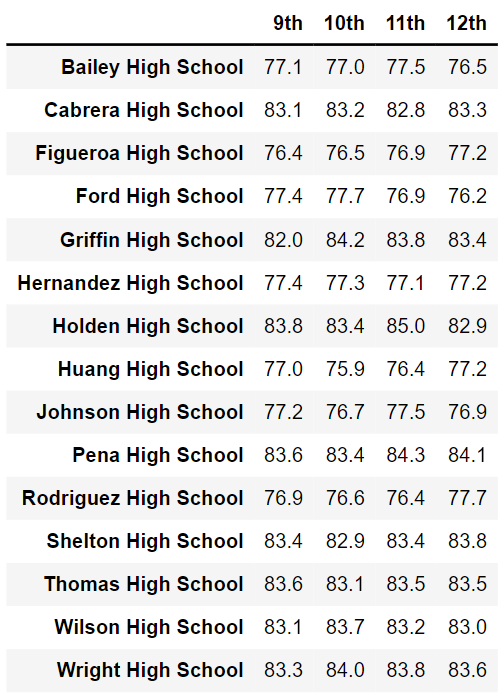 9th 10th 11th 12th
Bailey High School 77.1 77.0 77.5 76.5
Cabrera High School 83.1 83.2 82.8 83.3
Figueroa High School 76.4 76.5 76.9 77.2
Ford High School 77.4 77.7 76.9 76.2
Griffin High School 82.0 84.2 83.8 83.4
Hernandez High School 77.4 77.3 77.1 77.2
Holden High School 83.8 83.4 85.0 82.9
Huang High School 77.0 75.9 76.4 77.2
Johnson High School 77.2 76.7 77.5 76.9
Pena High School 83.6 83.4 84.3 84.1
Rodriguez High School 76.9 76.6 76.4 77.7
Shelton High School 83.4 82.9 83.4 83.8
Thomas High School 83.6 83.1 83.5 83.5
Wilson High School 83.1 83.7 83.2 83.0
Wright High School 83.3 84.0 83.8 83.6